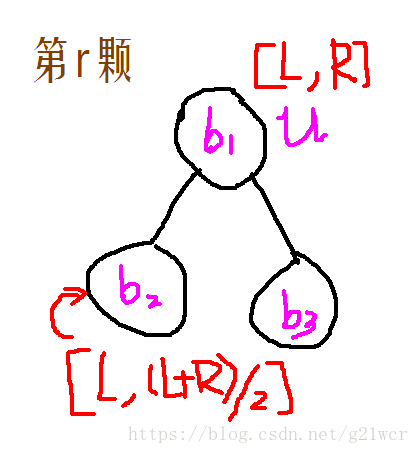 第r颗
[L,R]
b1 u
b2
b3
[L,(L+R)/2]
https://blog.csdn.net/g21wcr